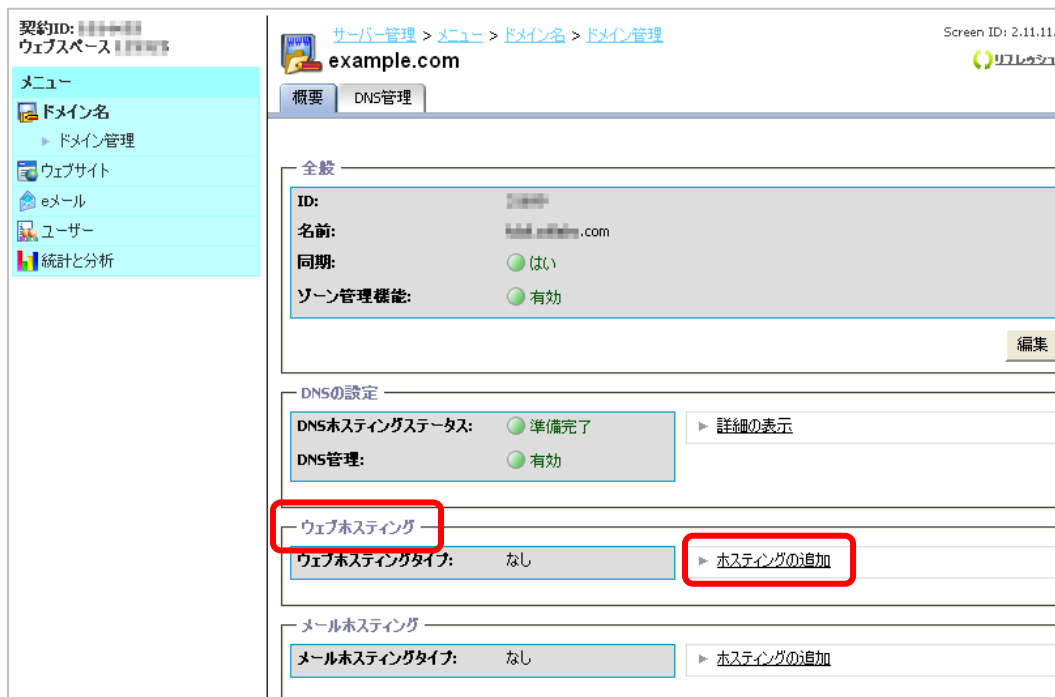 契約ID:
ウェブスペース
メニュー
ドメイン名
ドメイン管理
ウェブサイト
eメール
ユーザー
統計と分析
サーバー管理 > メニュー > ドメイン名 > ドメイン管理
example.com
Screen ID: 2.11.11.
リフレッシュ
概要
DNS管理
全般
ID:
名前: .com
同期: はい
ゾーン管理機能: 有効
編集
DNSの設定
DNSホスティングステータス: 準備完了
詳細の表示
DNS管理: 有効
ウェブホスティング
ウェブホスティングタイプ: なし
ホスティングの追加
メールホスティング
メールホスティングタイプ: なし
ホスティングの追加